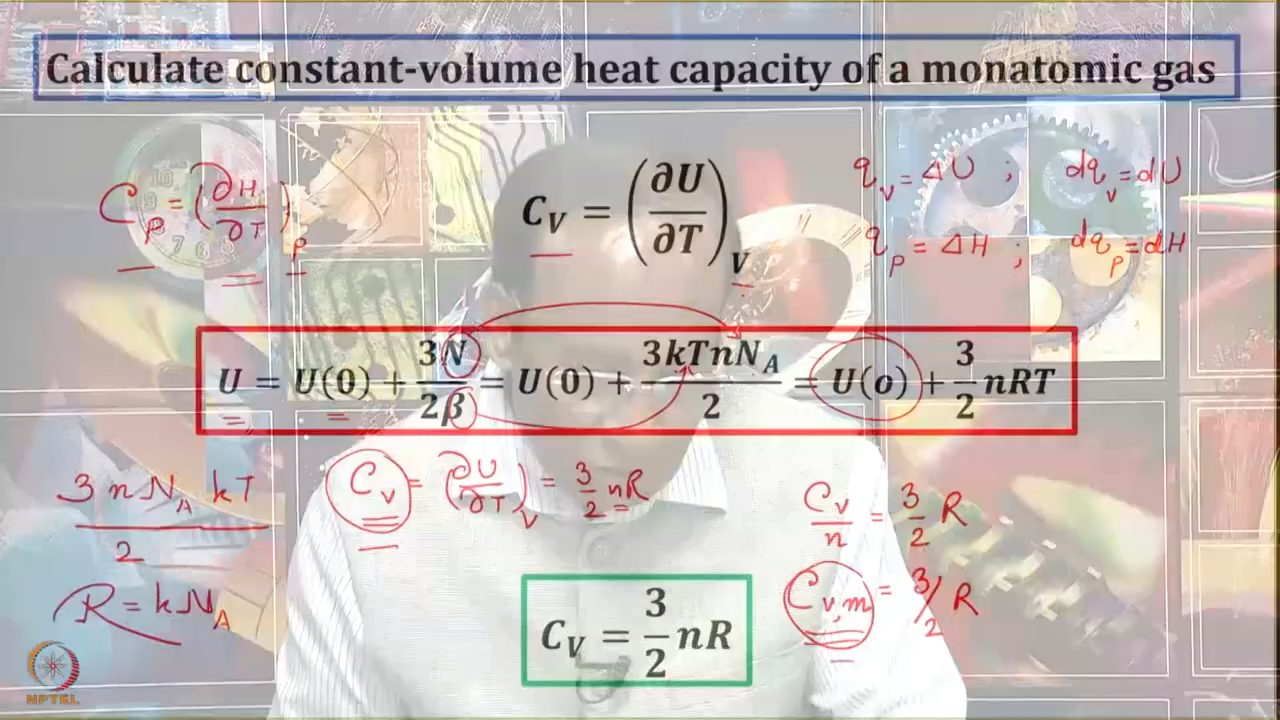 Calculate constant-volume heat capacity of a monatomic gas
C_p = (∂H/∂T)_p
C_V = (∂U/∂T)_V
q_v = ΔU ; dq_v = dU
q_p = ΔH ; dq_p = dH
U = U(0) + 3N/2β = U(0) + 3kTnN_A/2 = U(o) + 3/2 nRT
3 n N_A kT / 2
C_v = (∂U/∂T)_v = 3/2 nR
C_v/n = 3/2 R
R = kN_A
C_V = 3/2 nR
C_v,m = 3/2 R
NPTEL